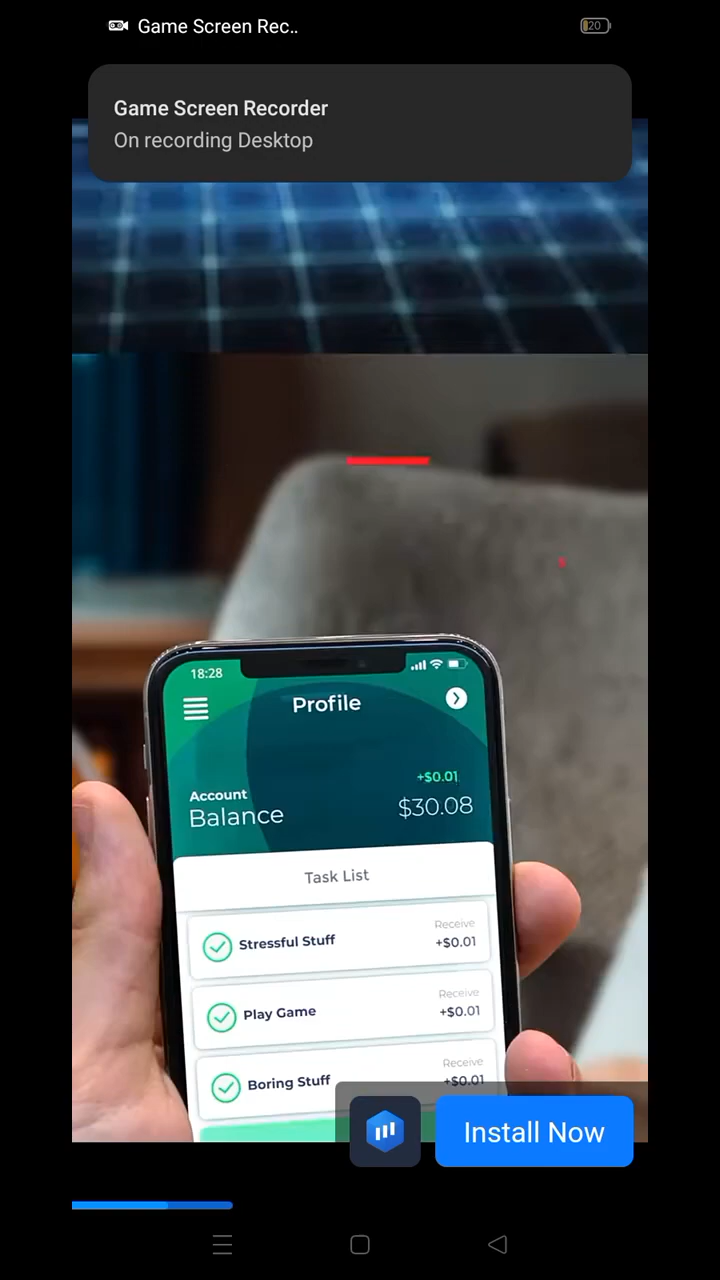 Game Screen Rec..
20
Game Screen Recorder
On recording Desktop
18:28
Profile
+$0.01
Account
Balance
$30.08
Task List
Receive
Stressful Stuff
+$0.01
Receive
Play Game
+$0.01
Receive
Boring Stuff
+$0.01
Install Now